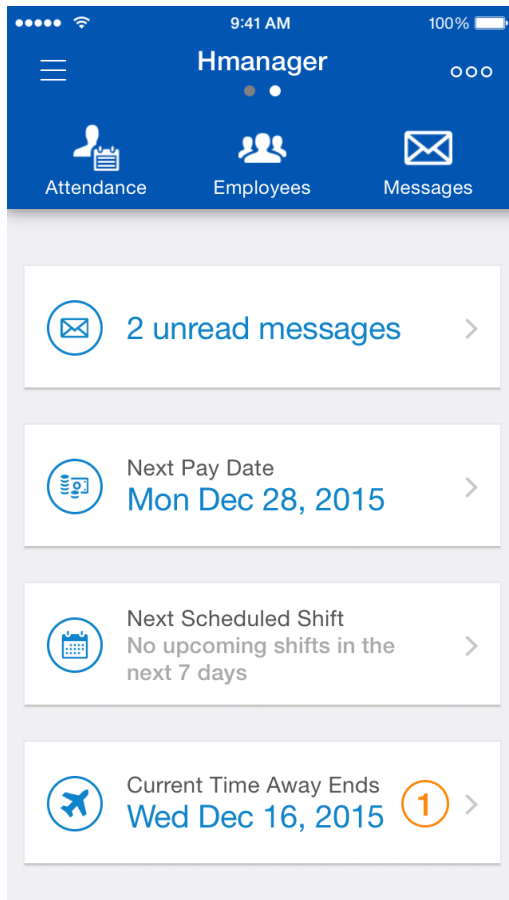 9:41 AM
100%
Hmanager
Attendance
Employees
Messages
2 unread messages
Next Pay Date
Mon Dec 28, 2015
Next Scheduled Shift
No upcoming shifts in the
next 7 days
Current Time Away Ends
Wed Dec 16, 2015
1